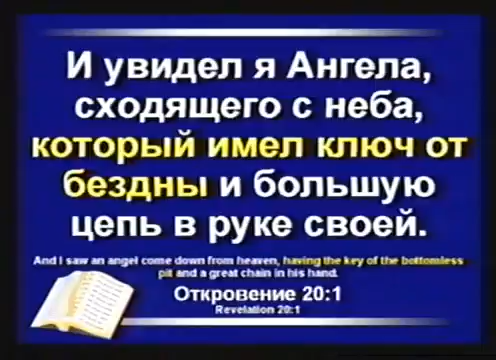 И увидел я Ангела,
сходящего с неба,
который имел ключ от
бездны и большую
цепь в руке своей.
And I saw an angel come down from heaven, having the key of the bottomless
pit and a great chain in his hand.
Откровение 20:1
Revelation 20:1